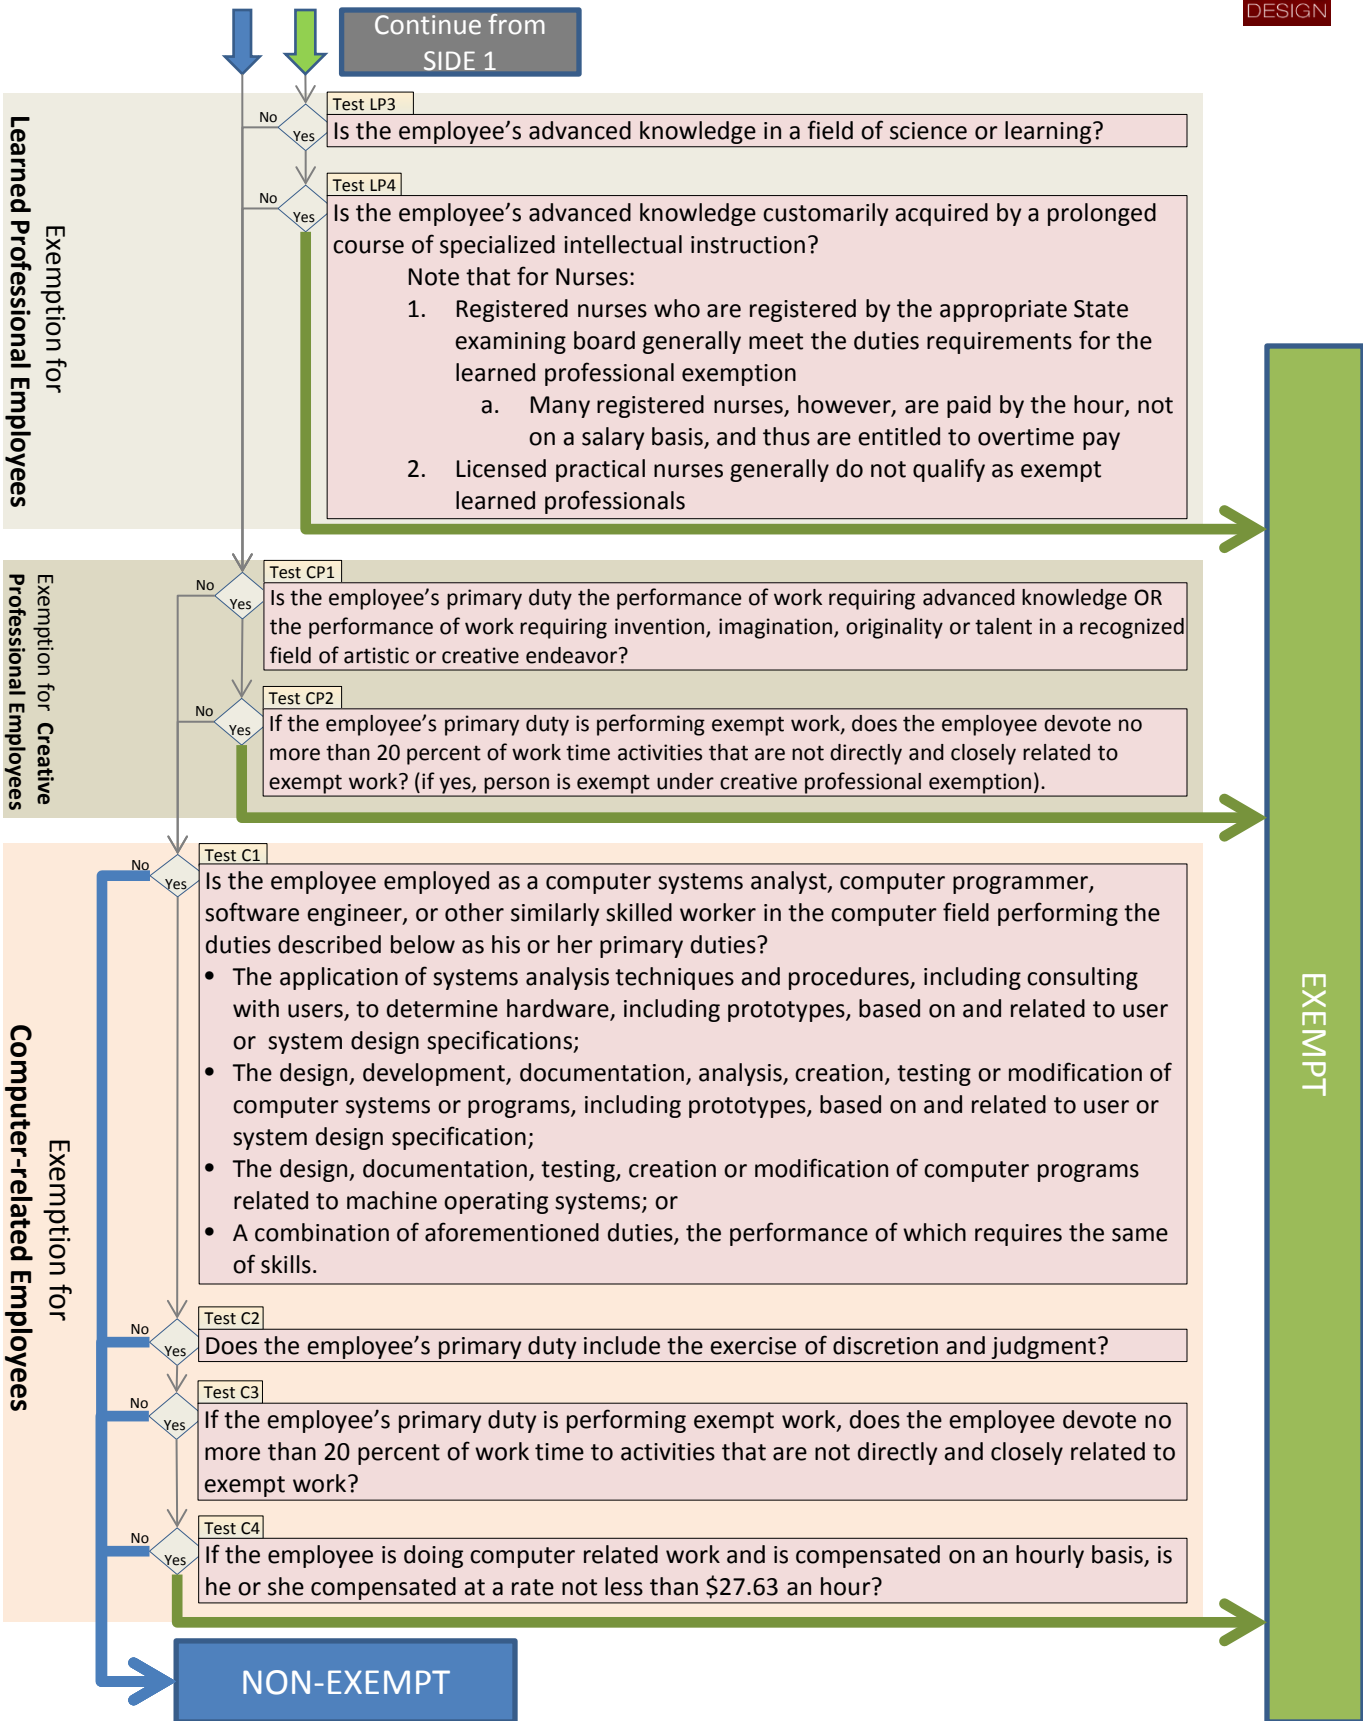 DESIGN
Continue from
SIDE 1
Exemption for
Learned Professional Employees
Test LP3
No
Yes
Is the employee’s advanced knowledge in a field of science or learning?
Test LP4
No
Yes
Is the employee’s advanced knowledge customarily acquired by a prolonged
course of specialized intellectual instruction?
Note that for Nurses:
1. Registered nurses who are registered by the appropriate State
examining board generally meet the duties requirements for the
learned professional exemption
a. Many registered nurses, however, are paid by the hour, not
on a salary basis, and thus are entitled to overtime pay
2. Licensed practical nurses generally do not qualify as exempt
learned professionals
Exemption for Creative
Professional Employees
Test CP1
No
Yes
Is the employee’s primary duty the performance of work requiring advanced knowledge OR
the performance of work requiring invention, imagination, originality or talent in a recognized
field of artistic or creative endeavor?
Test CP2
No
Yes
If the employee’s primary duty is performing exempt work, does the employee devote no
more than 20 percent of work time activities that are not directly and closely related to
exempt work? (if yes, person is exempt under creative professional exemption).
Exemption for
Computer-related Employees
Test C1
No
Yes
Is the employee employed as a computer systems analyst, computer programmer,
software engineer, or other similarly skilled worker in the computer field performing the
duties described below as his or her primary duties?
• The application of systems analysis techniques and procedures, including consulting
with users, to determine hardware, including prototypes, based on and related to user
or system design specifications;
• The design, development, documentation, analysis, creation, testing or modification of
computer systems or programs, including prototypes, based on and related to user or
system design specification;
• The design, documentation, testing, creation or modification of computer programs
related to machine operating systems; or
• A combination of aforementioned duties, the performance of which requires the same
of skills.
Test C2
No
Yes
Does the employee’s primary duty include the exercise of discretion and judgment?
Test C3
No
Yes
If the employee’s primary duty is performing exempt work, does the employee devote no
more than 20 percent of work time to activities that are not directly and closely related to
exempt work?
Test C4
No
Yes
If the employee is doing computer related work and is compensated on an hourly basis, is
he or she compensated at a rate not less than $27.63 an hour?
EXEMPT
NON-EXEMPT